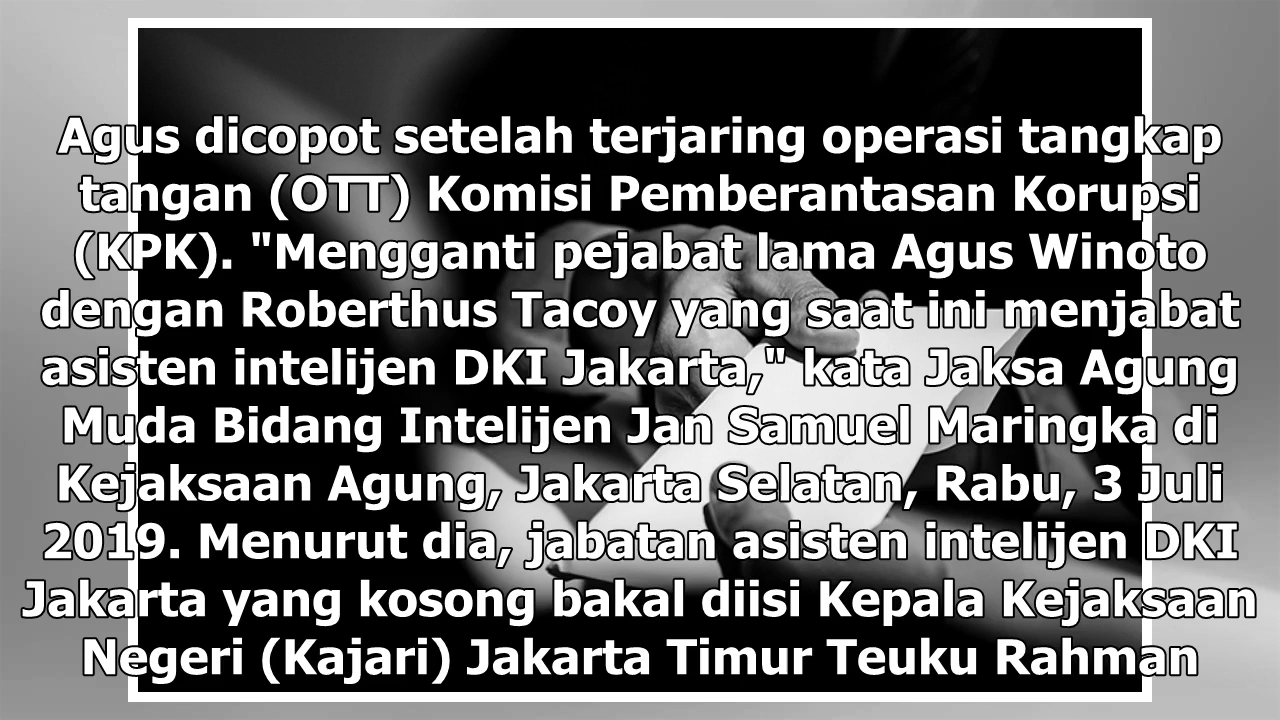 Agus dicopot setelah terjaring operasi tangkap
tangan (OTT) Komisi Pemberantasan Korupsi
(KPK). "Mengganti pejabat lama Agus Winoto
dengan Roberthus Tacoy yang saat ini menjabat
asisten intelijen DKI Jakarta," kata Jaksa Agung
Muda Bidang Intelijen Jan Samuel Maringka di
Kejaksaan Agung, Jakarta Selatan, Rabu, 3 Juli
2019. Menurut dia, jabatan asisten intelijen DKI
Jakarta yang kosong bakal diisi Kepala Kejaksaan
Negeri (Kajari) Jakarta Timur Teuku Rahman